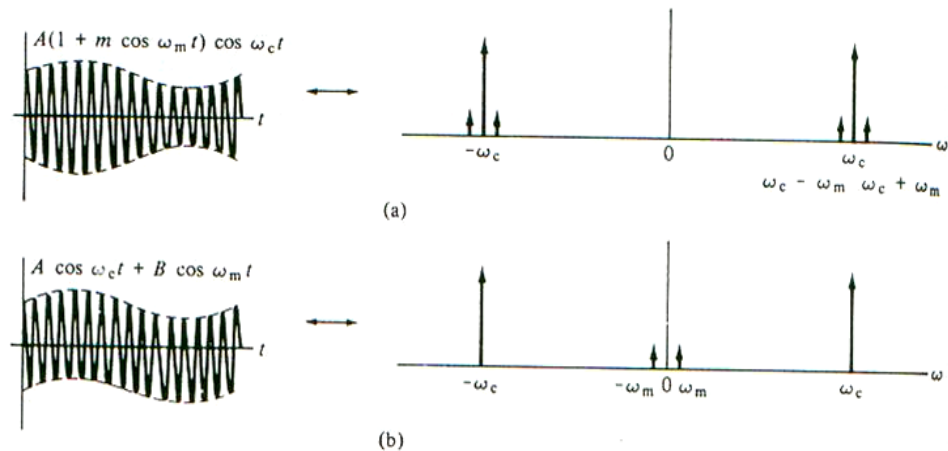 A(1 + m cos ω_m t) cos ω_c t
t
-ω_c
0
ω_c
ω
ω_c - ω_m ω_c + ω_m
(a)
A cos ω_c t + B cos ω_m t
t
-ω_c
-ω_m 0 ω_m
ω_c
ω
(b)